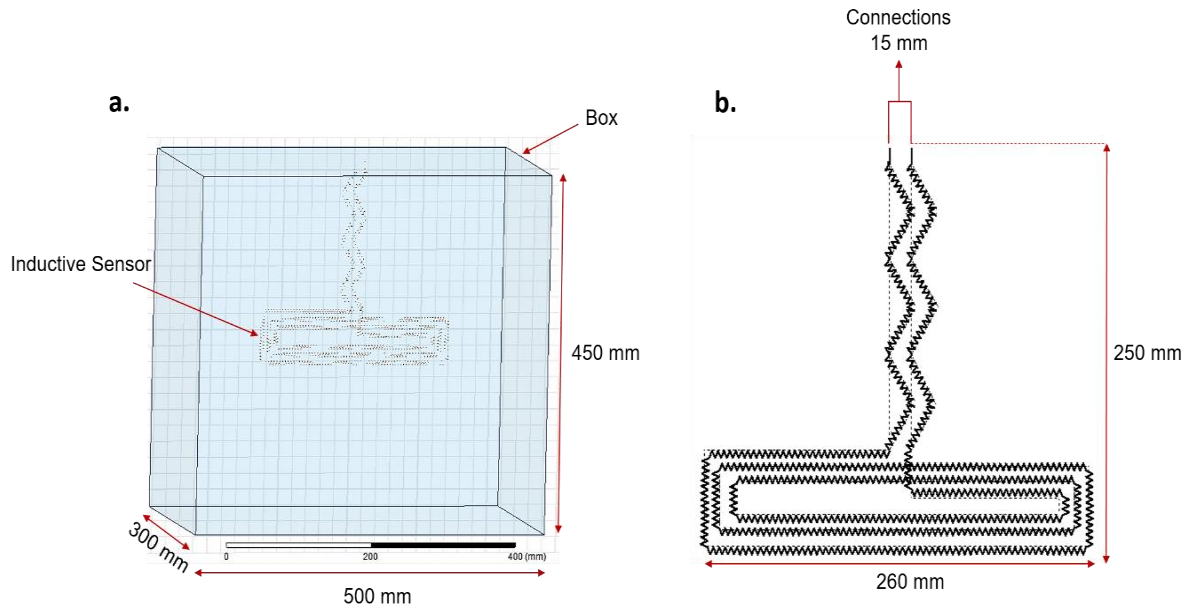 Connections
15 mm
a.
b.
Box
Inductive Sensor
450 mm
250 mm
300 mm
0
200
400 (mm)
500 mm
260 mm